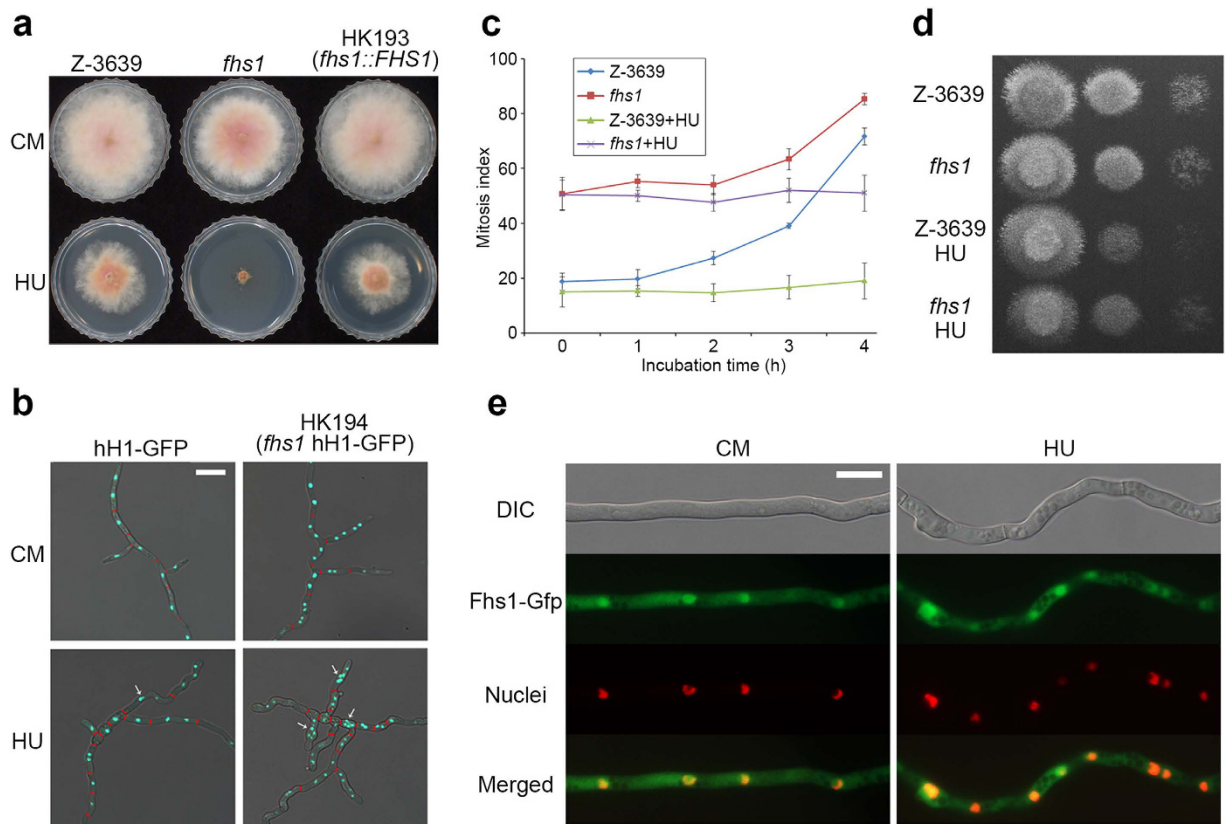 a
Z-3639
fhs1
HK193
(fhs1::FHS1)
CM
HU
b
hH1-GFP
HK194
(fhs1 hH1-GFP)
CM
HU
c
Mitosis index
100
80
60
40
20
0
0 1 2 3 4
Incubation time (h)
Z-3639
fhs1
Z-3639+HU
fhs1+HU
d
Z-3639
fhs1
Z-3639
HU
fhs1
HU
e
CM
HU
DIC
Fhs1-Gfp
Nuclei
Merged